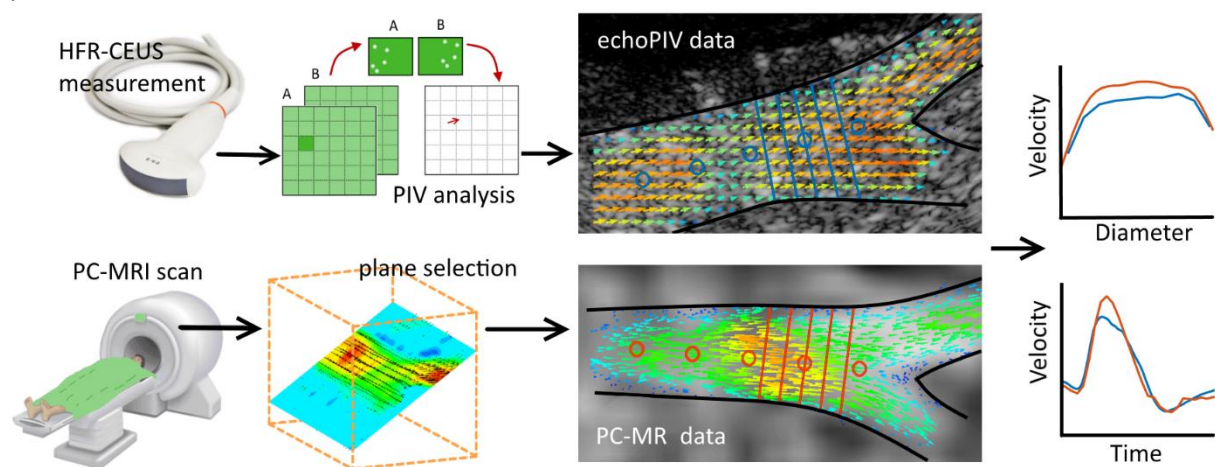 HFR-CEUS
measurement
A
B
A
B
PIV analysis
echoPIV data
Velocity
Diameter
PC-MRI scan
plane selection
PC-MR data
Velocity
Time